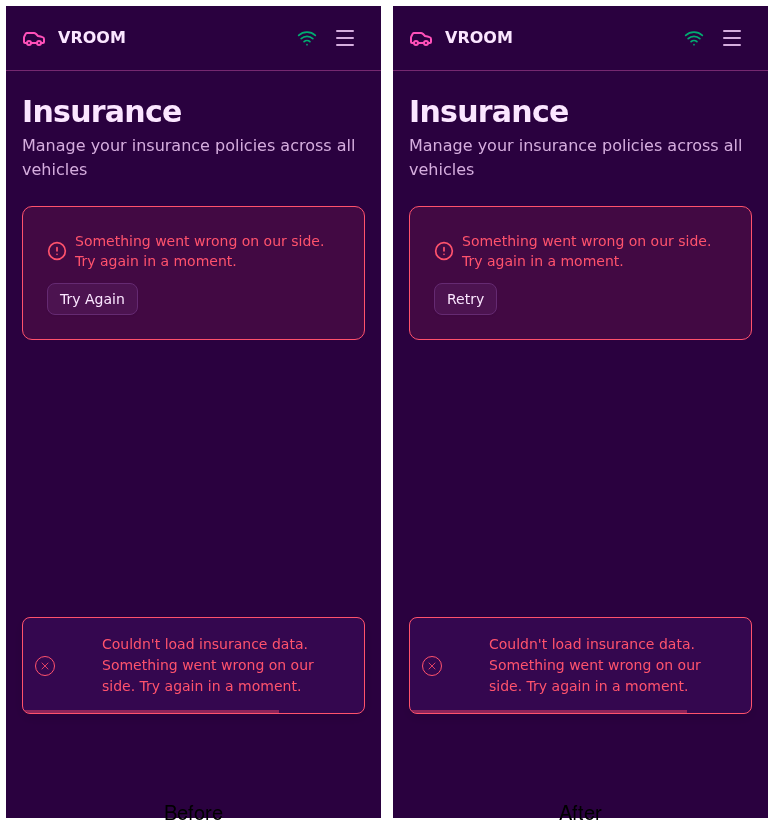 VROOM
Insurance
Manage your insurance policies across all
vehicles
Something went wrong on our side.
Try again in a moment.
Try Again
Couldn't load insurance data.
Something went wrong on our
side. Try again in a moment.
Before
VROOM
Insurance
Manage your insurance policies across all
vehicles
Something went wrong on our side.
Try again in a moment.
Retry
Couldn't load insurance data.
Something went wrong on our
side. Try again in a moment.
After